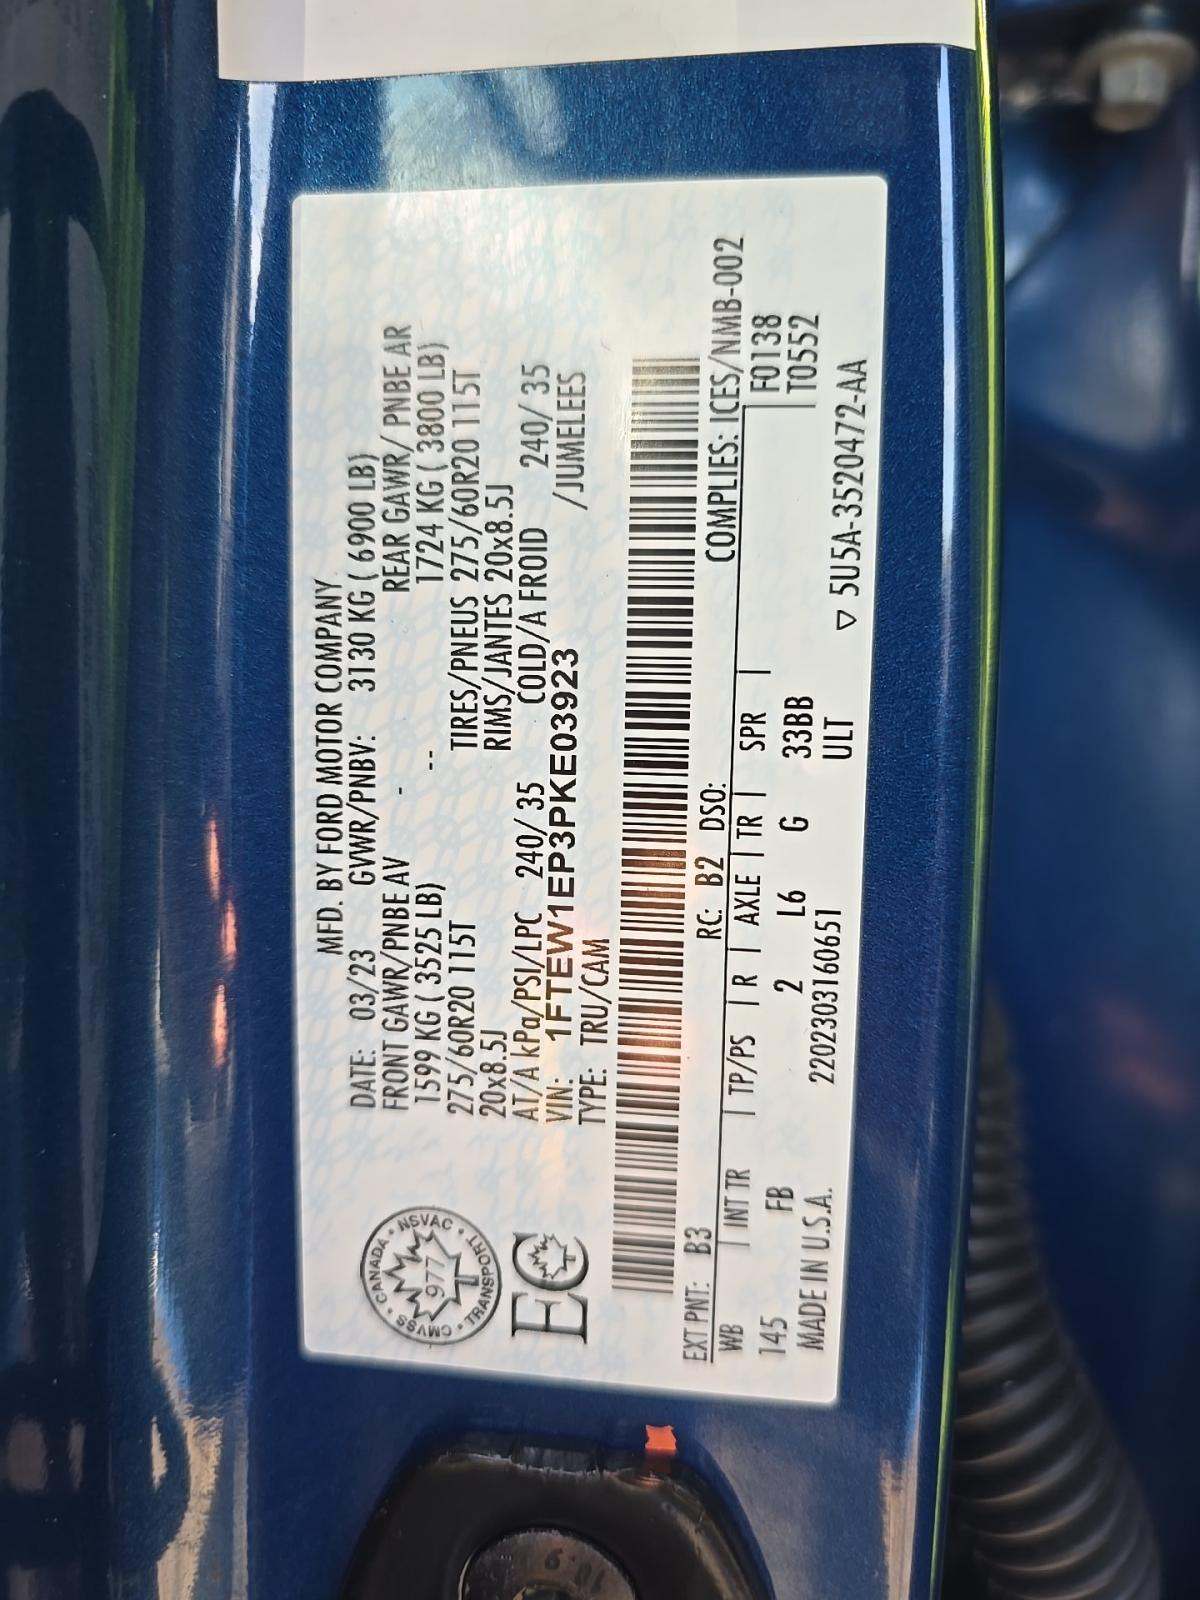 MFD. BY FORD MOTOR COMPANY
DATE: 03/23 GVWR/PNBV: 3130 KG ( 6900 LB)
FRONT GAWR/PNBE AV - REAR GAWR/ PNBE AR
1599 KG ( 3525 LB) -- 1724 KG ( 3800 LB)
275/60R20 115T TIRES/PNEUS 275/60R20 115T
20x8.5J RIMS/JANTES 20x8.5J
AT/A kPa/PSI/LPC 240/ 35 COLD/A FROID 240/ 35
VIN: 1FTEW1EP3PKE03923 /JUMELEES
TYPE: TRU/CAM
CANADA • NSVAC • TRANSPORT • CMVSS •
977
EC
EXT PNT: B3 RC: B2 DSO: COMPLIES: ICES/NMB-002
WB | INT TR | TP/PS | R | AXLE | TR | SPR | F0138
145 FB 2 L6 G 33BB T0552
MADE IN U.S.A. 2202303160651 ULT ▽ 5U5A-3520472-AA